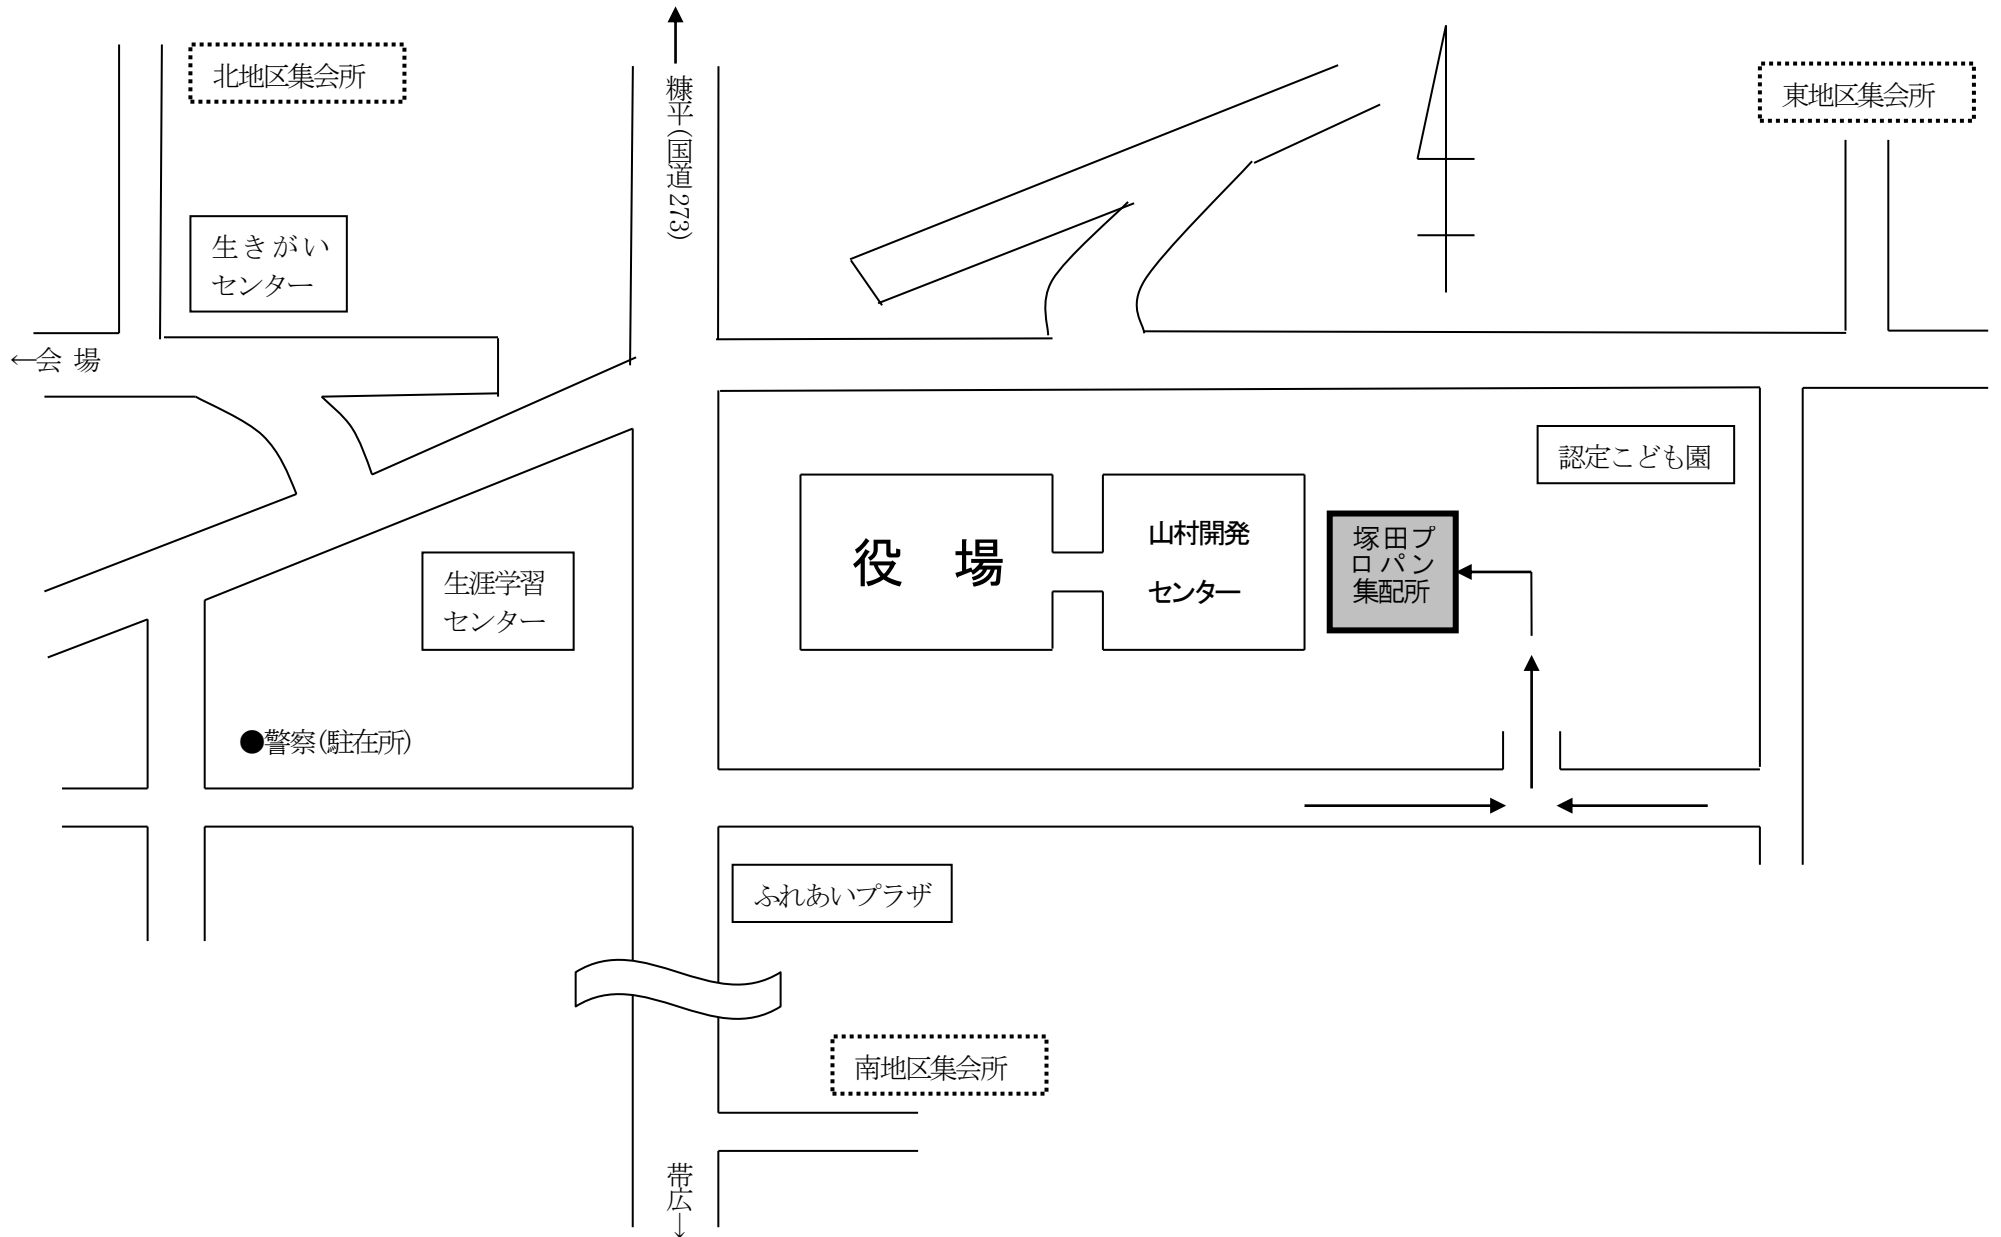 北地区集会所
糠平(国道273)
東地区集会所
生きがい
センター
←会 場
認定こども園
役 場
山村開発
センター
塚田プ
ロパン
集配所
生涯学習
センター
●警察(駐在所)
ふれあいプラザ
南地区集会所
帯広→